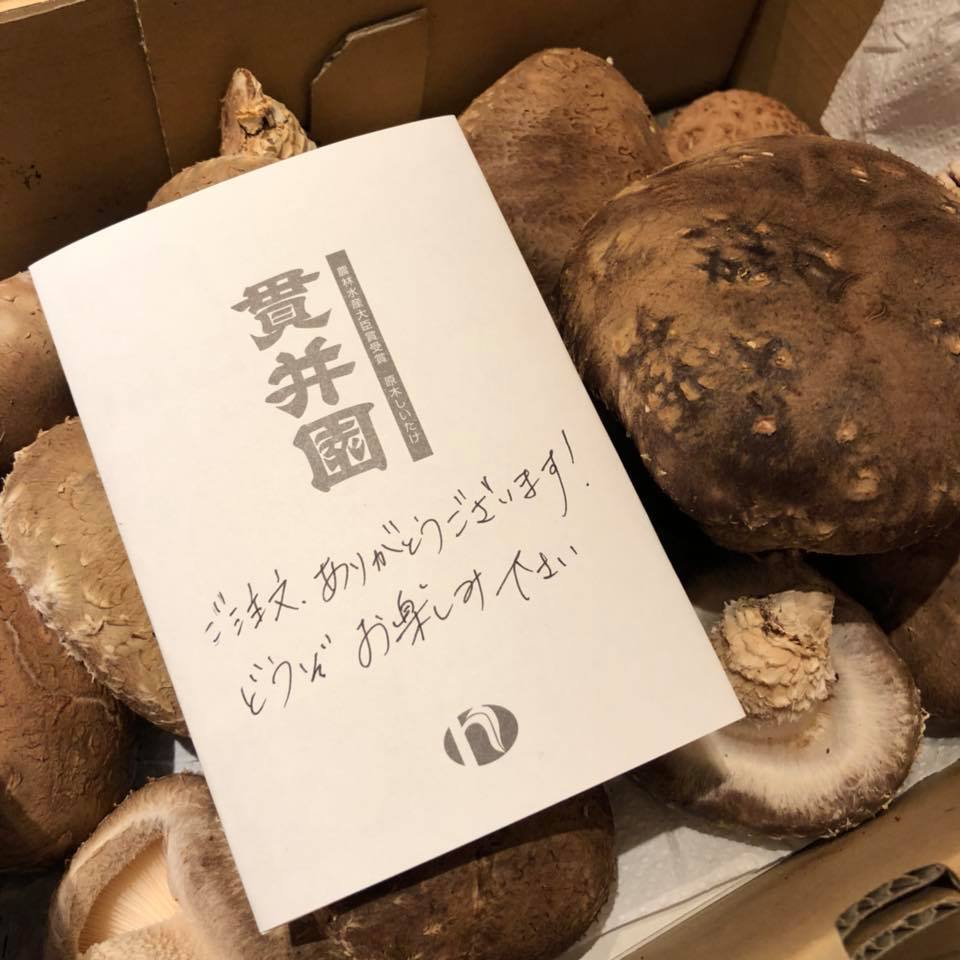 農林水産大臣賞受賞 原木しいたけ
貫井園
ご注文、ありがとうございます！
どうぞお楽しみ下さい